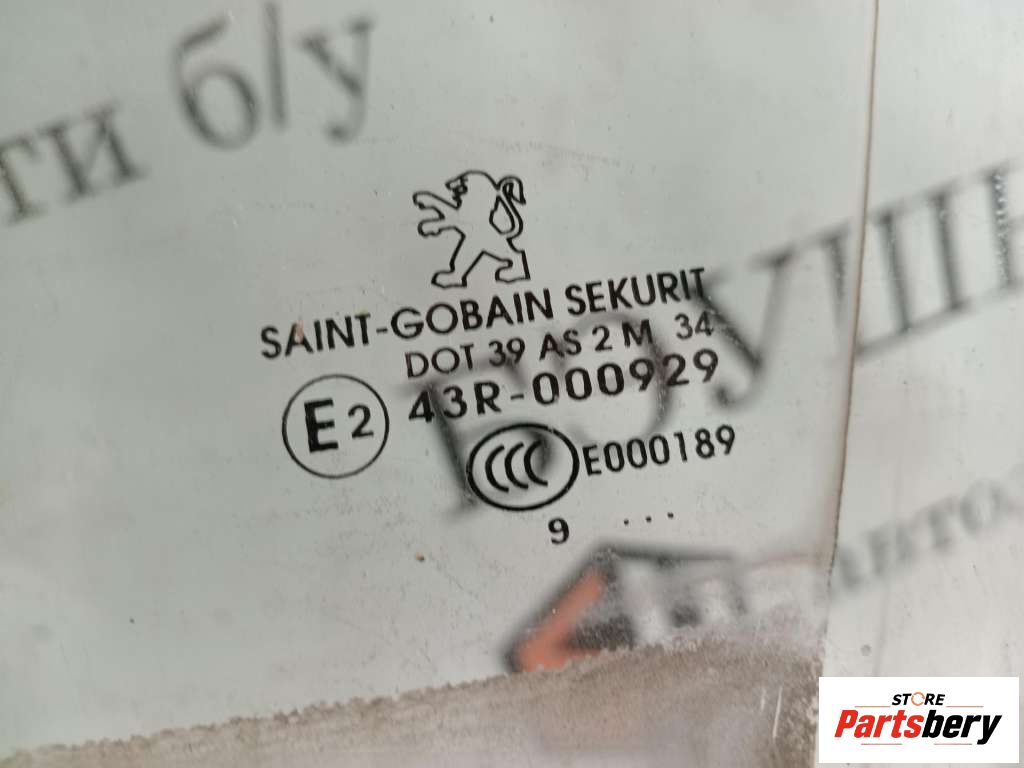 ти б/у
SAINT-GOBAIN SEKURIT
DOT 39 AS 2 M 34
E2 43R-000929
CCC E000189
9 ...
STORE
Partsbery